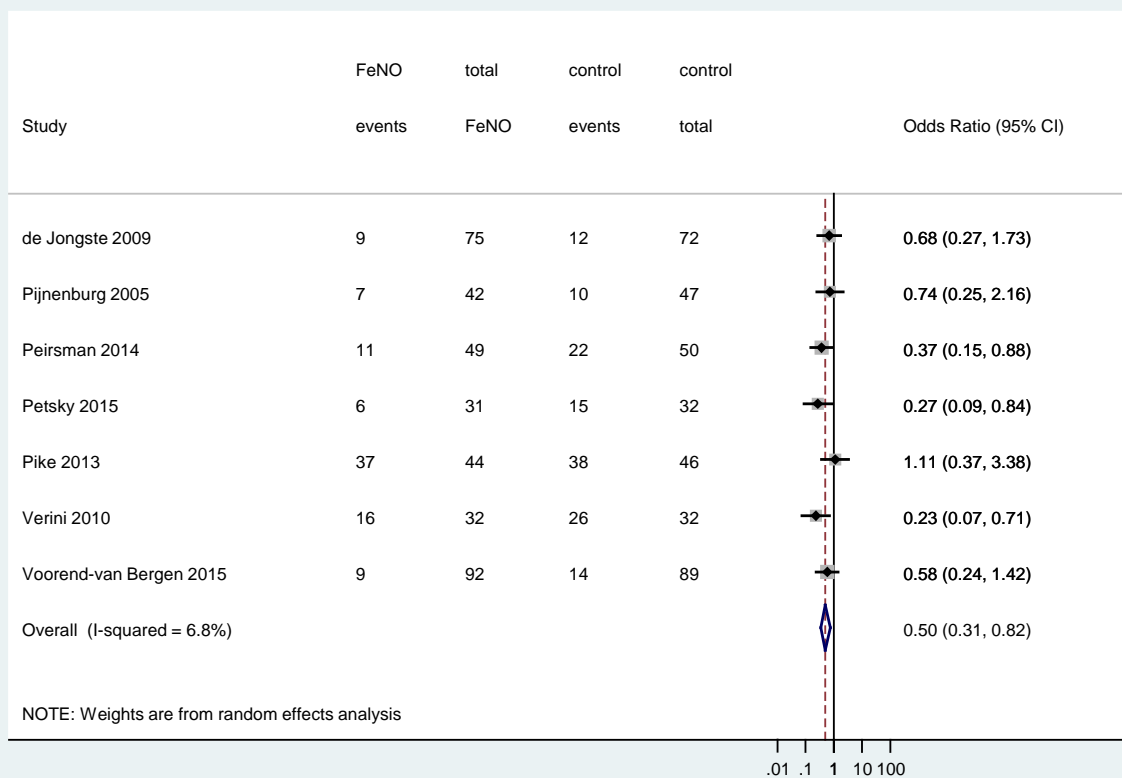 FeNO total control control
Study events FeNO events total Odds Ratio (95% CI)
de Jongste 2009 9 75 12 72 0.68 (0.27, 1.73)
Pijnenburg 2005 7 42 10 47 0.74 (0.25, 2.16)
Peirsman 2014 11 49 22 50 0.37 (0.15, 0.88)
Petsky 2015 6 31 15 32 0.27 (0.09, 0.84)
Pike 2013 37 44 38 46 1.11 (0.37, 3.38)
Verini 2010 16 32 26 32 0.23 (0.07, 0.71)
Voorend-van Bergen 2015 9 92 14 89 0.58 (0.24, 1.42)
Overall (I-squared = 6.8%) 0.50 (0.31, 0.82)
NOTE: Weights are from random effects analysis
.01 .1 1 10 100